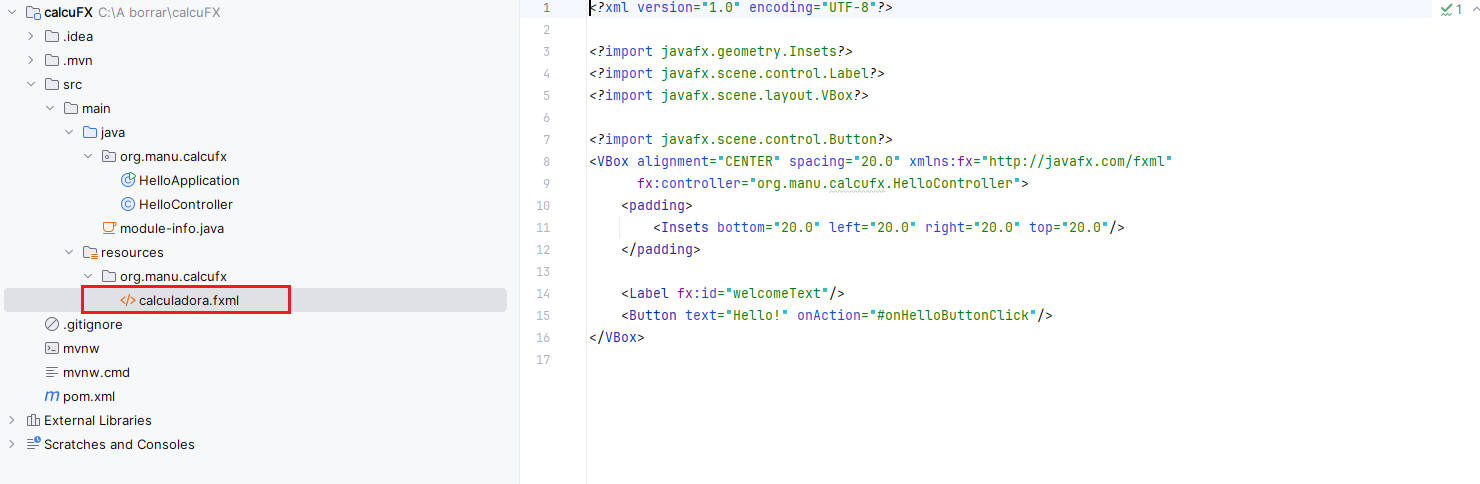 calcuFX C:\A borrar\calcuFX
.idea
.mvn
src
main
java
org.manu.calcufx
HelloApplication
HelloController
module-info.java
resources
org.manu.calcufx
calculadora.fxml
.gitignore
mvnw
mvnw.cmd
pom.xml
External Libraries
Scratches and Consoles
1 <?xml version="1.0" encoding="UTF-8"?>
2
3 <?import javafx.geometry.Insets?>
4 <?import javafx.scene.control.Label?>
5 <?import javafx.scene.layout.VBox?>
6
7 <?import javafx.scene.control.Button?>
8 <VBox alignment="CENTER" spacing="20.0" xmlns:fx="http://javafx.com/fxml"
9 fx:controller="org.manu.calcufx.HelloController">
10 <padding>
11 <Insets bottom="20.0" left="20.0" right="20.0" top="20.0"/>
12 </padding>
13
14 <Label fx:id="welcomeText"/>
15 <Button text="Hello!" onAction="#onHelloButtonClick"/>
16 </VBox>
17
1